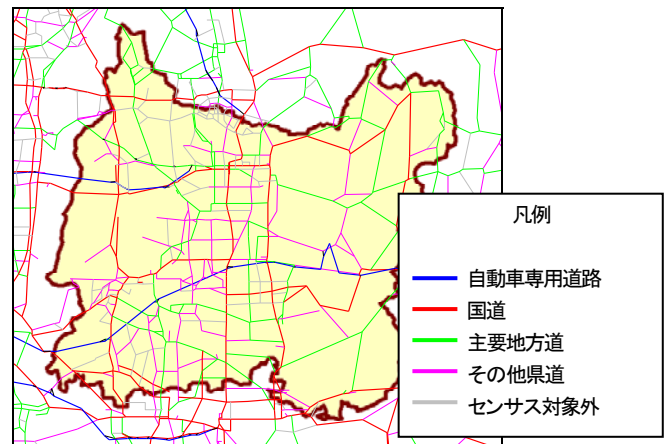 凡例
自動車専用道路
国道
主要地方道
その他県道
センサス対象外